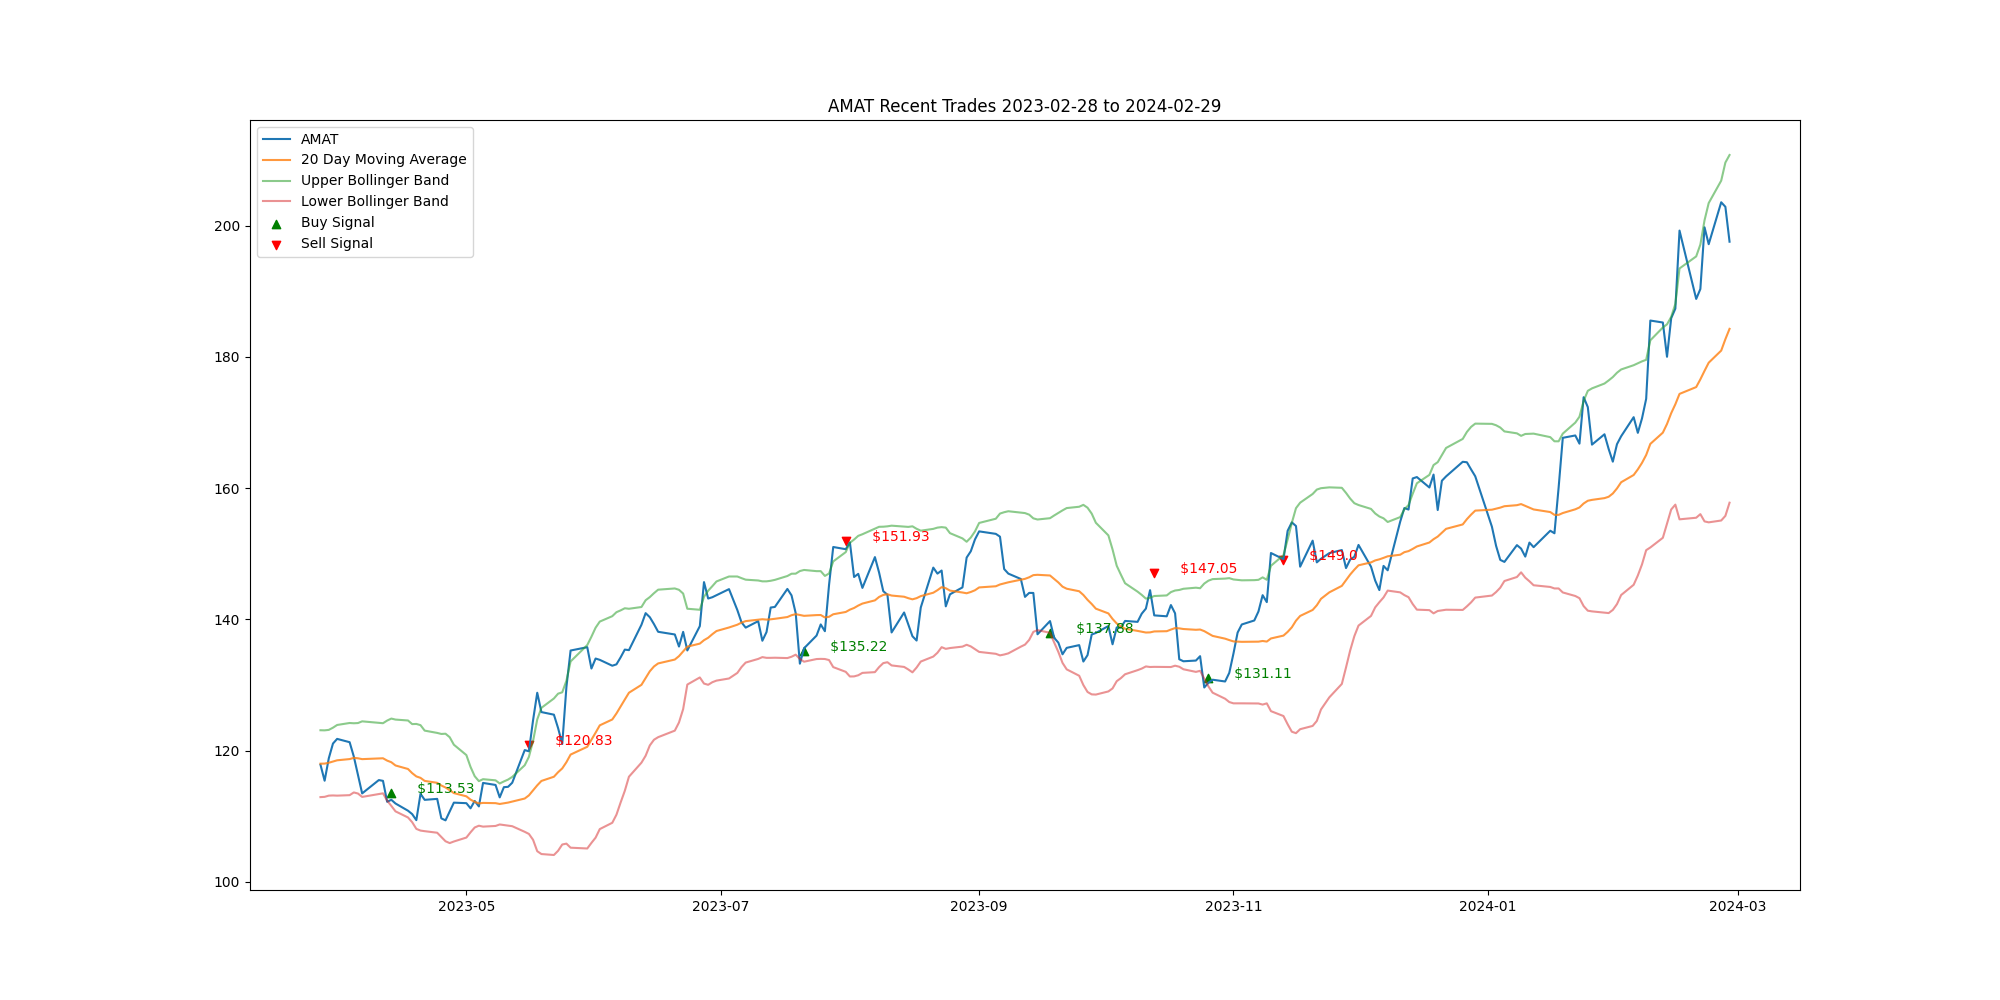 AMAT Recent Trades 2023-02-28 to 2024-02-29
AMAT
20 Day Moving Average
Upper Bollinger Band
Lower Bollinger Band
Buy Signal
Sell Signal
200
180
160
140
120
100
$151.93
$149.0
$147.05
$137.88
$135.22
$131.11
$120.83
$113.53
2023-05
2023-07
2023-09
2023-11
2024-01
2024-03